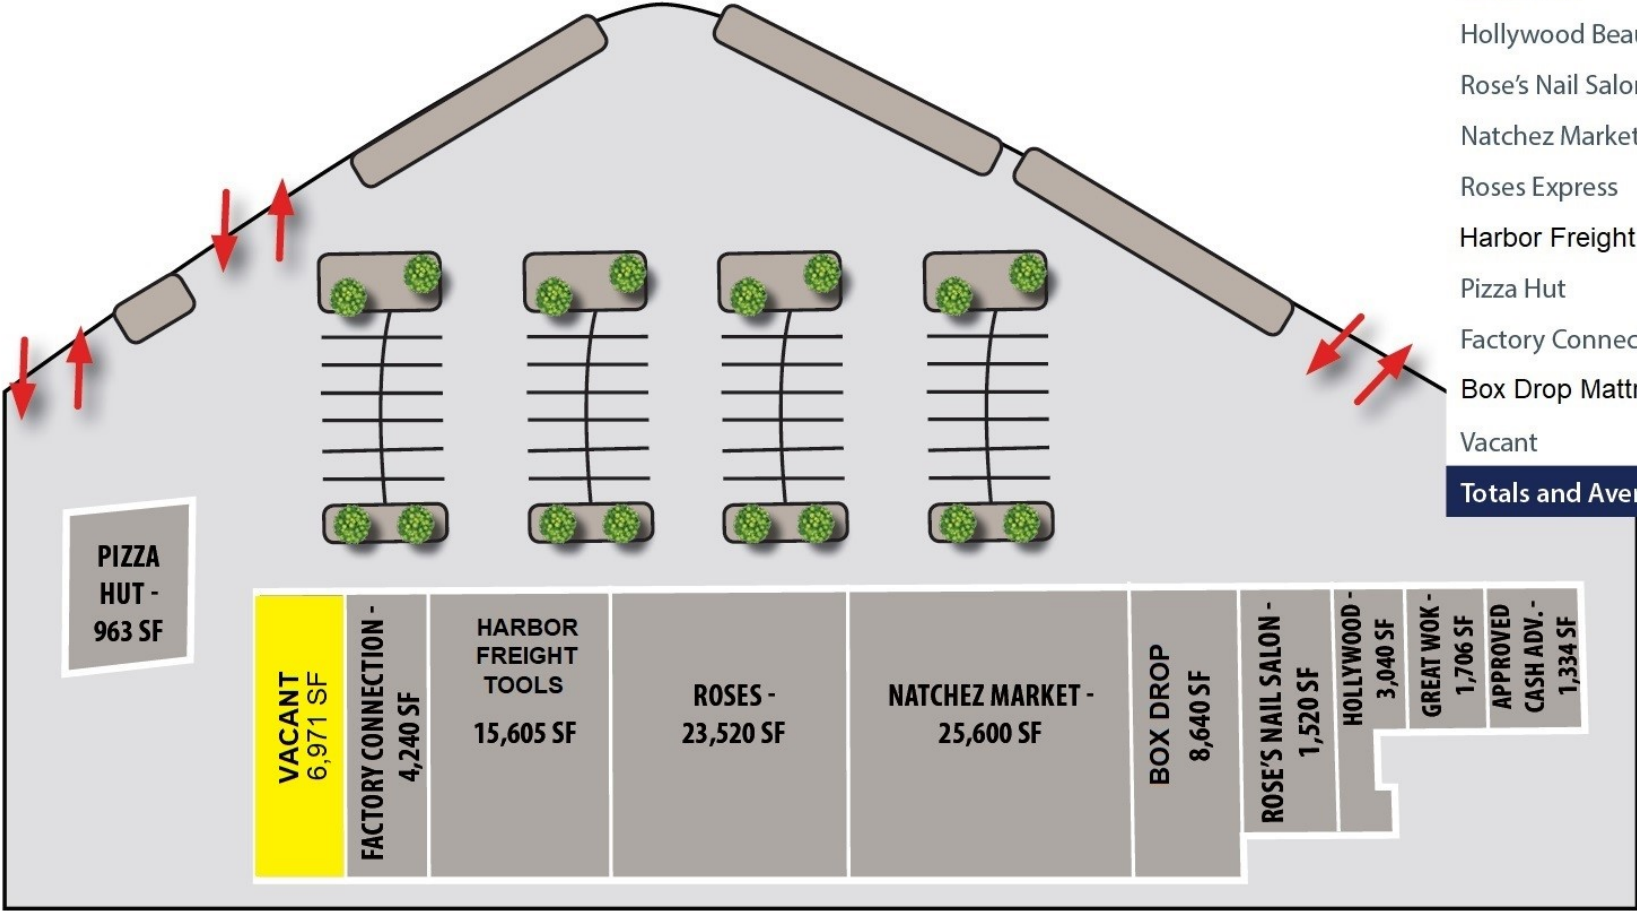 Hollywood Beau
Rose's Nail Salon
Natchez Market
Roses Express
Harbor Freight
Pizza Hut
Factory Connec
Box Drop Mattr
Vacant
Totals and Aver
PIZZA
HUT -
963 SF
VACANT
6,971 SF
FACTORY CONNECTION -
4,240 SF
HARBOR
FREIGHT
TOOLS
15,605 SF
ROSES -
23,520 SF
NATCHEZ MARKET -
25,600 SF
BOX DROP
8,640 SF
ROSE'S NAIL SALON -
1,520 SF
HOLLYWOOD -
3,040 SF
GREAT WOK -
1,706 SF
APPROVED
CASH ADV. -
1,334 SF